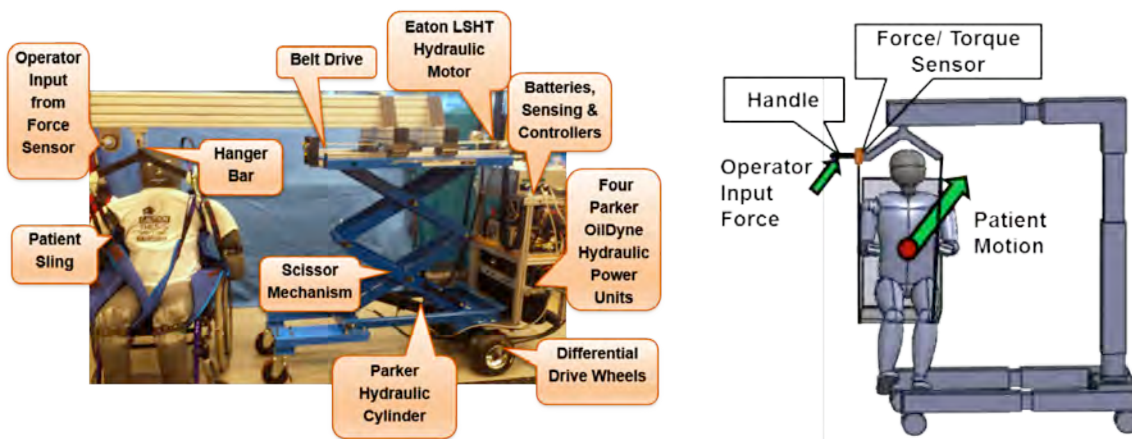 Operator
Input
from
Force
Sensor
Belt Drive
Eaton LSHT
Hydraulic
Motor
Batteries,
Sensing &
Controllers
Hanger
Bar
Patient
Sling
Scissor
Mechanism
Four
Parker
OilDyne
Hydraulic
Power
Units
Parker
Hydraulic
Cylinder
Differential
Drive Wheels
Force/ Torque
Sensor
Handle
Operator
Input
Force
Patient
Motion